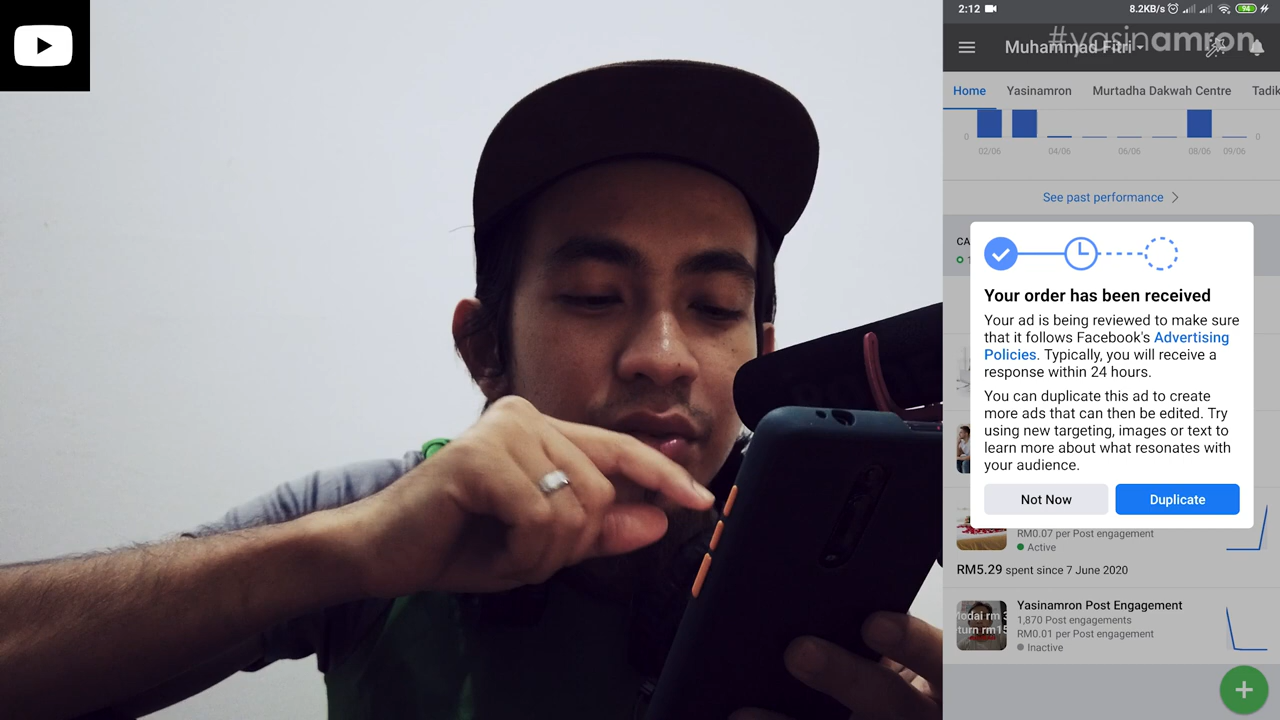 2:12
8.2KB/s
94
#yasinamron
Muhammad Fitri
Home Yasinamron Murtadha Dakwah Centre Tadik
0 0
02/06 04/06 06/06 08/06 09/06
See past performance
CA
Your order has been received
Your ad is being reviewed to make sure
that it follows Facebook's Advertising
Policies. Typically, you will receive a
response within 24 hours.
You can duplicate this ad to create
more ads that can then be edited. Try
using new targeting, images or text to
learn more about what resonates with
your audience.
Not Now Duplicate
RM0.07 per Post engagement
Active
RM5.29 spent since 7 June 2020
Yasinamron Post Engagement
1,870 Post engagements
RM0.01 per Post engagement
Inactive